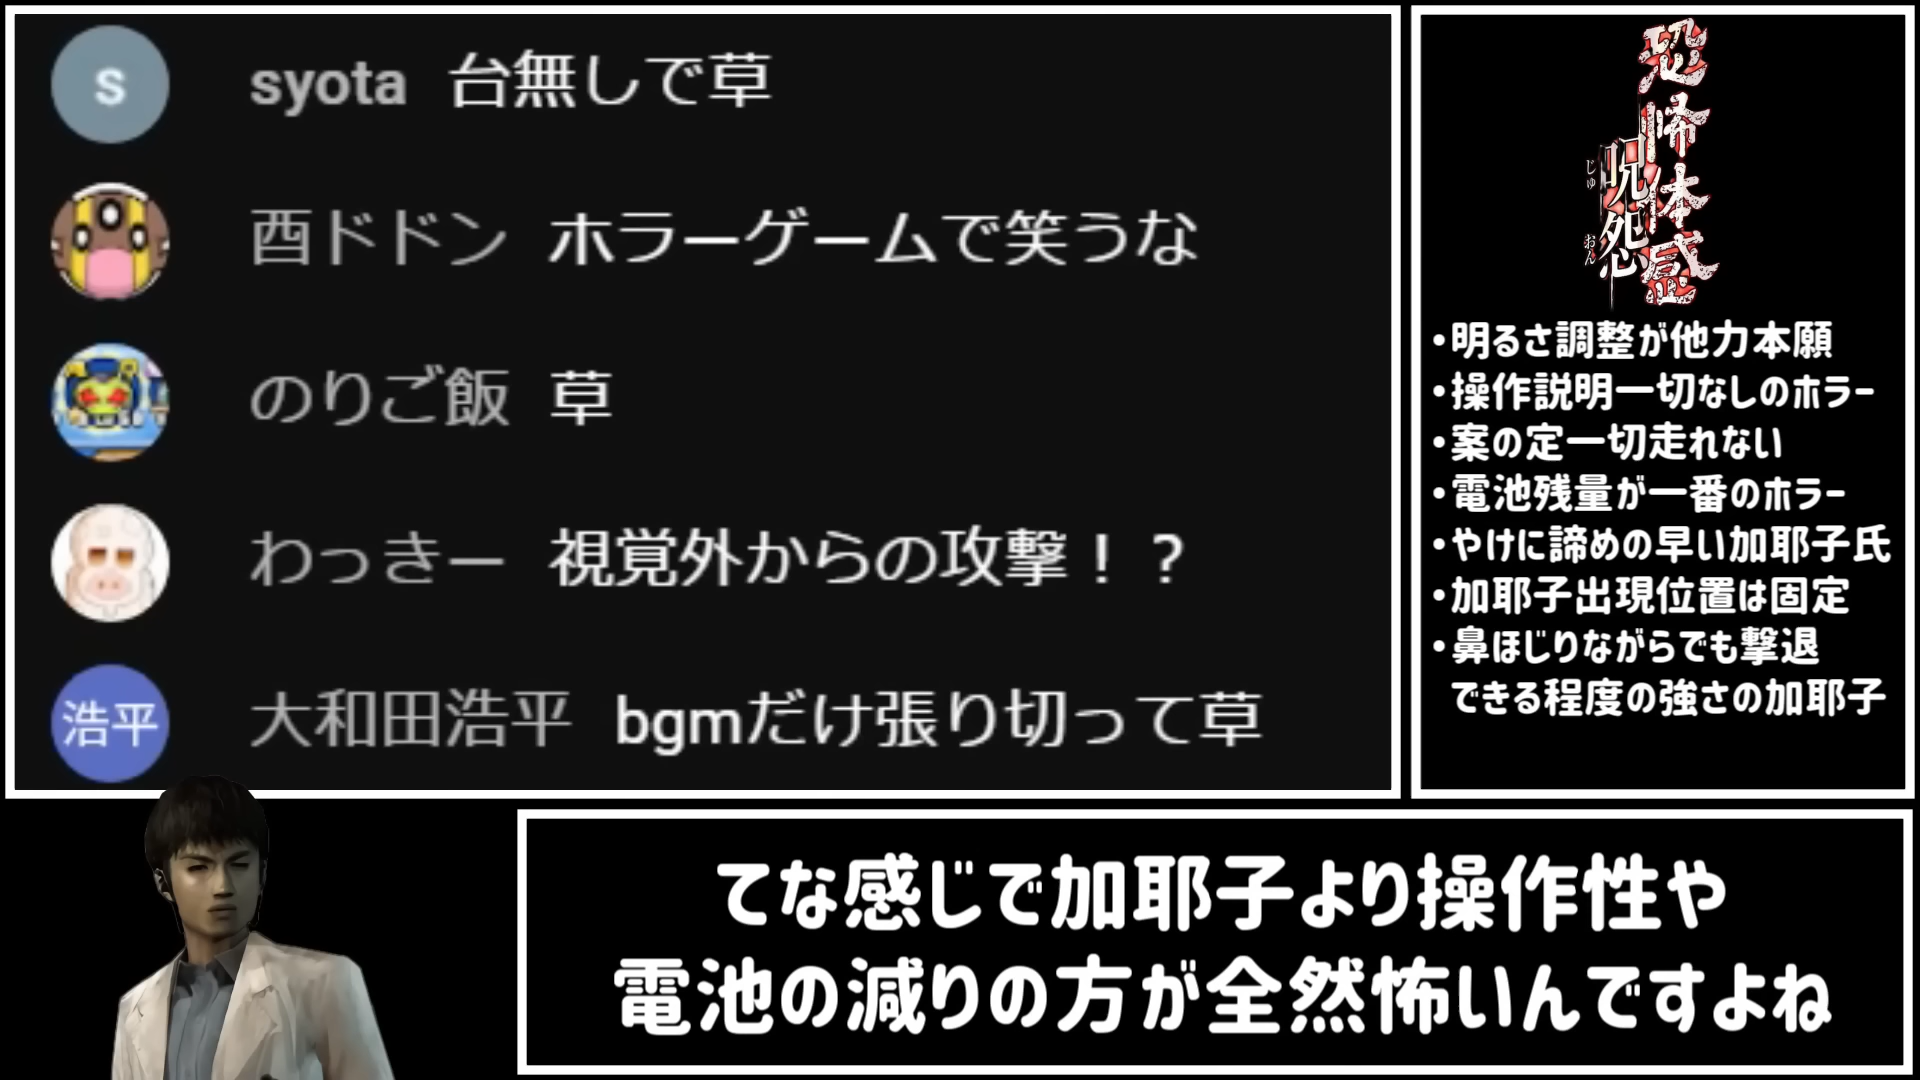 S syota 台無しで草
酉ドドン ホラーゲームで笑うな
のりご飯 草
わっきー 視覚外からの攻撃！？
浩平 大和田浩平 bgmだけ張り切って草
恐怖体感
呪怨
じゅ
おん
・明るさ調整が他力本願
・操作説明一切なしのホラー
・案の定一切走れない
・電池残量が一番のホラー
・やけに諦めの早い加耶子氏
・加耶子出現位置は固定
・鼻ほじりながらでも撃退
できる程度の強さの加耶子
てな感じで加耶子より操作性や
電池の減りの方が全然怖いんですよね